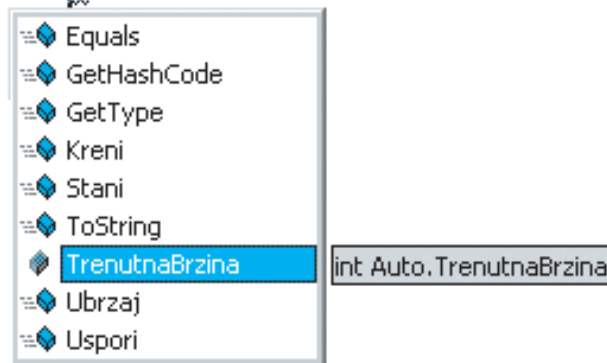 Equals
GetHashCode
GetType
Kreni
Stani
ToString
TrenutnaBrzina
int Auto.TrenutnaBrzina
Ubrzaj
Uspori